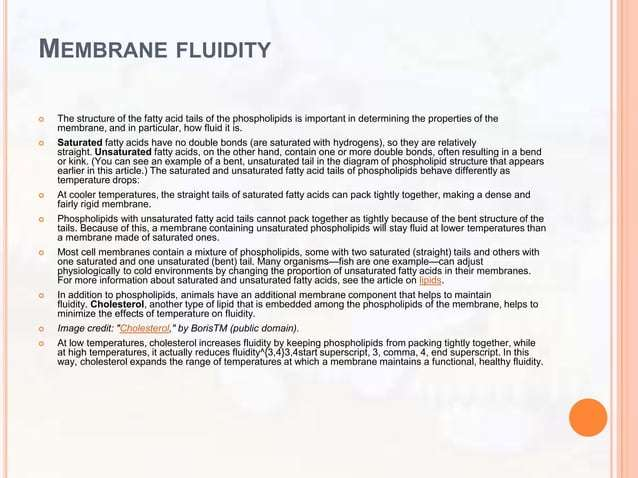 MEMBRANE FLUIDITY
The structure of the fatty acid tails of the phospholipids is important in determining the properties of the
membrane, and in particular, how fluid it is.
Saturated fatty acids have no double bonds (are saturated with hydrogens), so they are relatively
straight. Unsaturated fatty acids, on the other hand, contain one or more double bonds, often resulting in a bend
or kink. (You can see an example of a bent, unsaturated tail in the diagram of phospholipid structure that appears
earlier in this article.) The saturated and unsaturated fatty acid tails of phospholipids behave differently as
temperature drops:
At cooler temperatures, the straight tails of saturated fatty acids can pack tightly together, making a dense and
fairly rigid membrane.
Phospholipids with unsaturated fatty acid tails cannot pack together as tightly because of the bent structure of the
tails. Because of this, a membrane containing unsaturated phospholipids will stay fluid at lower temperatures than
a membrane made of saturated ones.
Most cell membranes contain a mixture of phospholipids, some with two saturated (straight) tails and others with
one saturated and one unsaturated (bent) tail. Many organisms—fish are one example—can adjust
physiologically to cold environments by changing the proportion of unsaturated fatty acids in their membranes.
For more information about saturated and unsaturated fatty acids, see the article on lipids.
In addition to phospholipids, animals have an additional membrane component that helps to maintain
fluidity. Cholesterol, another type of lipid that is embedded among the phospholipids of the membrane, helps to
minimize the effects of temperature on fluidity.
Image credit: "Cholesterol," by BorisTM (public domain).
At low temperatures, cholesterol increases fluidity by keeping phospholipids from packing tightly together, while
at high temperatures, it actually reduces fluidity^{3,4}3,4start superscript, 3, comma, 4, end superscript. In this
way, cholesterol expands the range of temperatures at which a membrane maintains a functional, healthy fluidity.